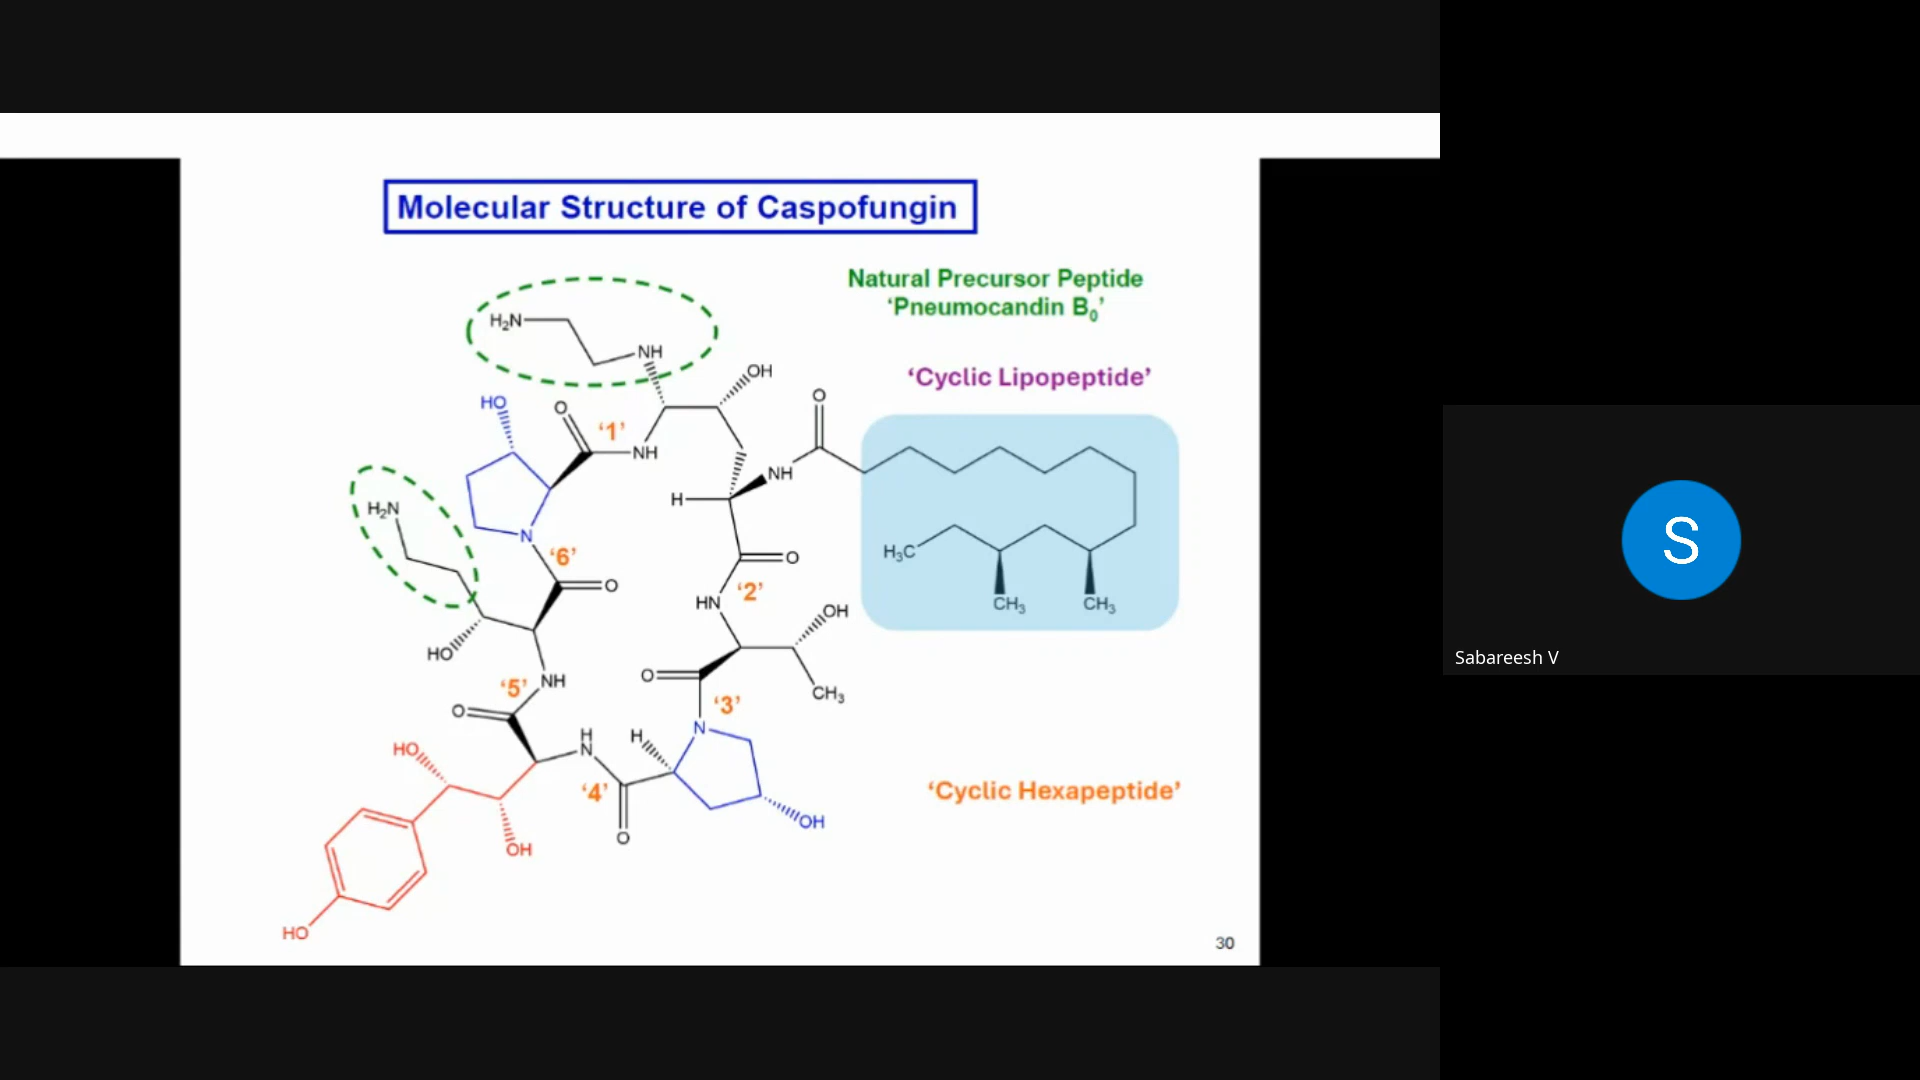 Molecular Structure of Caspofungin
Natural Precursor Peptide
‘Pneumocandin B₀’
‘Cyclic Lipopeptide’
H₂N
NH
OH
HO
O
‘1’
NH
O
NH
H
H₂N
N
‘6’
O
O
‘2’
HN
H₃C
CH₃
CH₃
OH
HO
O
NH
‘5’
O
‘3’
CH₃
N
H
N
H
HO
‘4’
O
OH
OH
HO
‘Cyclic Hexapeptide’
30
S
Sabareesh V